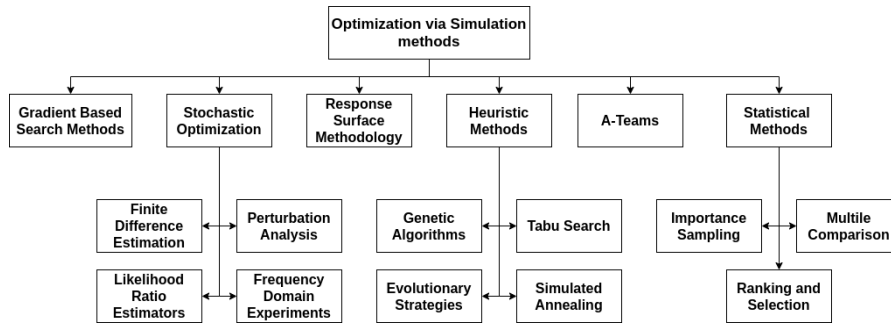 Optimization via Simulation
methods
Gradient Based
Search Methods
Stochastic
Optimization
Response
Surface
Methodology
Heuristic
Methods
A-Teams
Statistical
Methods
Finite
Difference
Estimation
Perturbation
Analysis
Genetic
Algorithms
Tabu Search
Importance
Sampling
Multile
Comparison
Likelihood
Ratio
Estimators
Frequency
Domain
Experiments
Evolutionary
Strategies
Simulated
Annealing
Ranking and
Selection